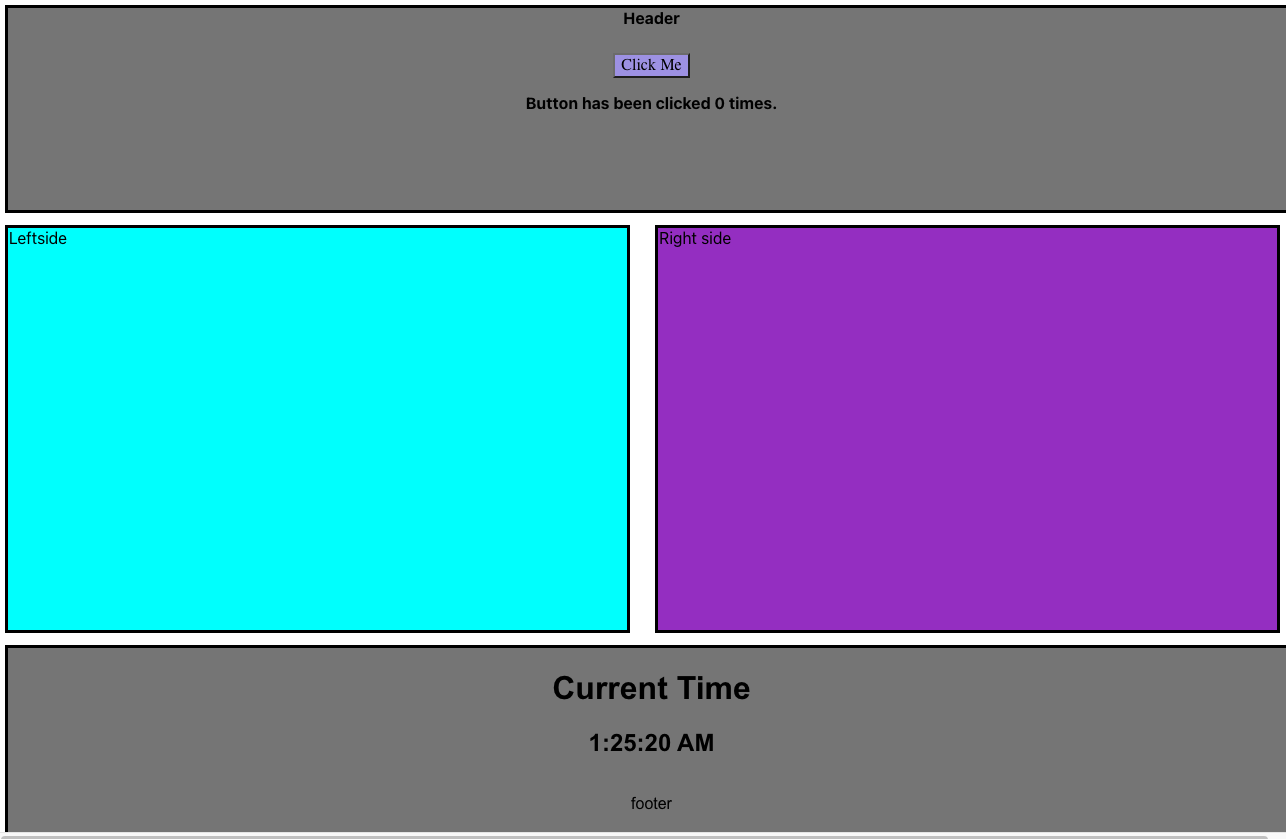 Header
Click Me
Button has been clicked 0 times.
Leftside
Right side
Current Time
1:25:20 AM
footer